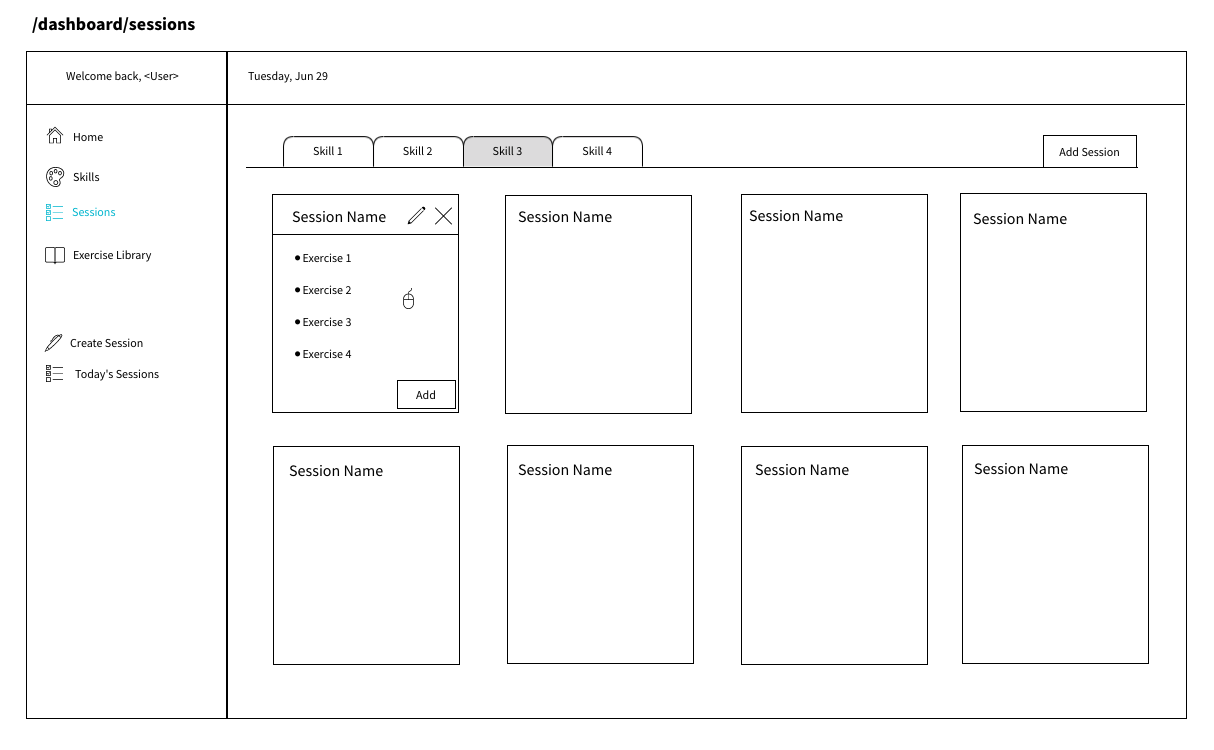 /dashboard/sessions
Welcome back, <User>
Tuesday, Jun 29
Home
Skills
Sessions
Exercise Library
Create Session
Today's Sessions
Skill 1
Skill 2
Skill 3
Skill 4
Add Session
Session Name
Exercise 1
Exercise 2
Exercise 3
Exercise 4
Add
Session Name
Session Name
Session Name
Session Name
Session Name
Session Name
Session Name